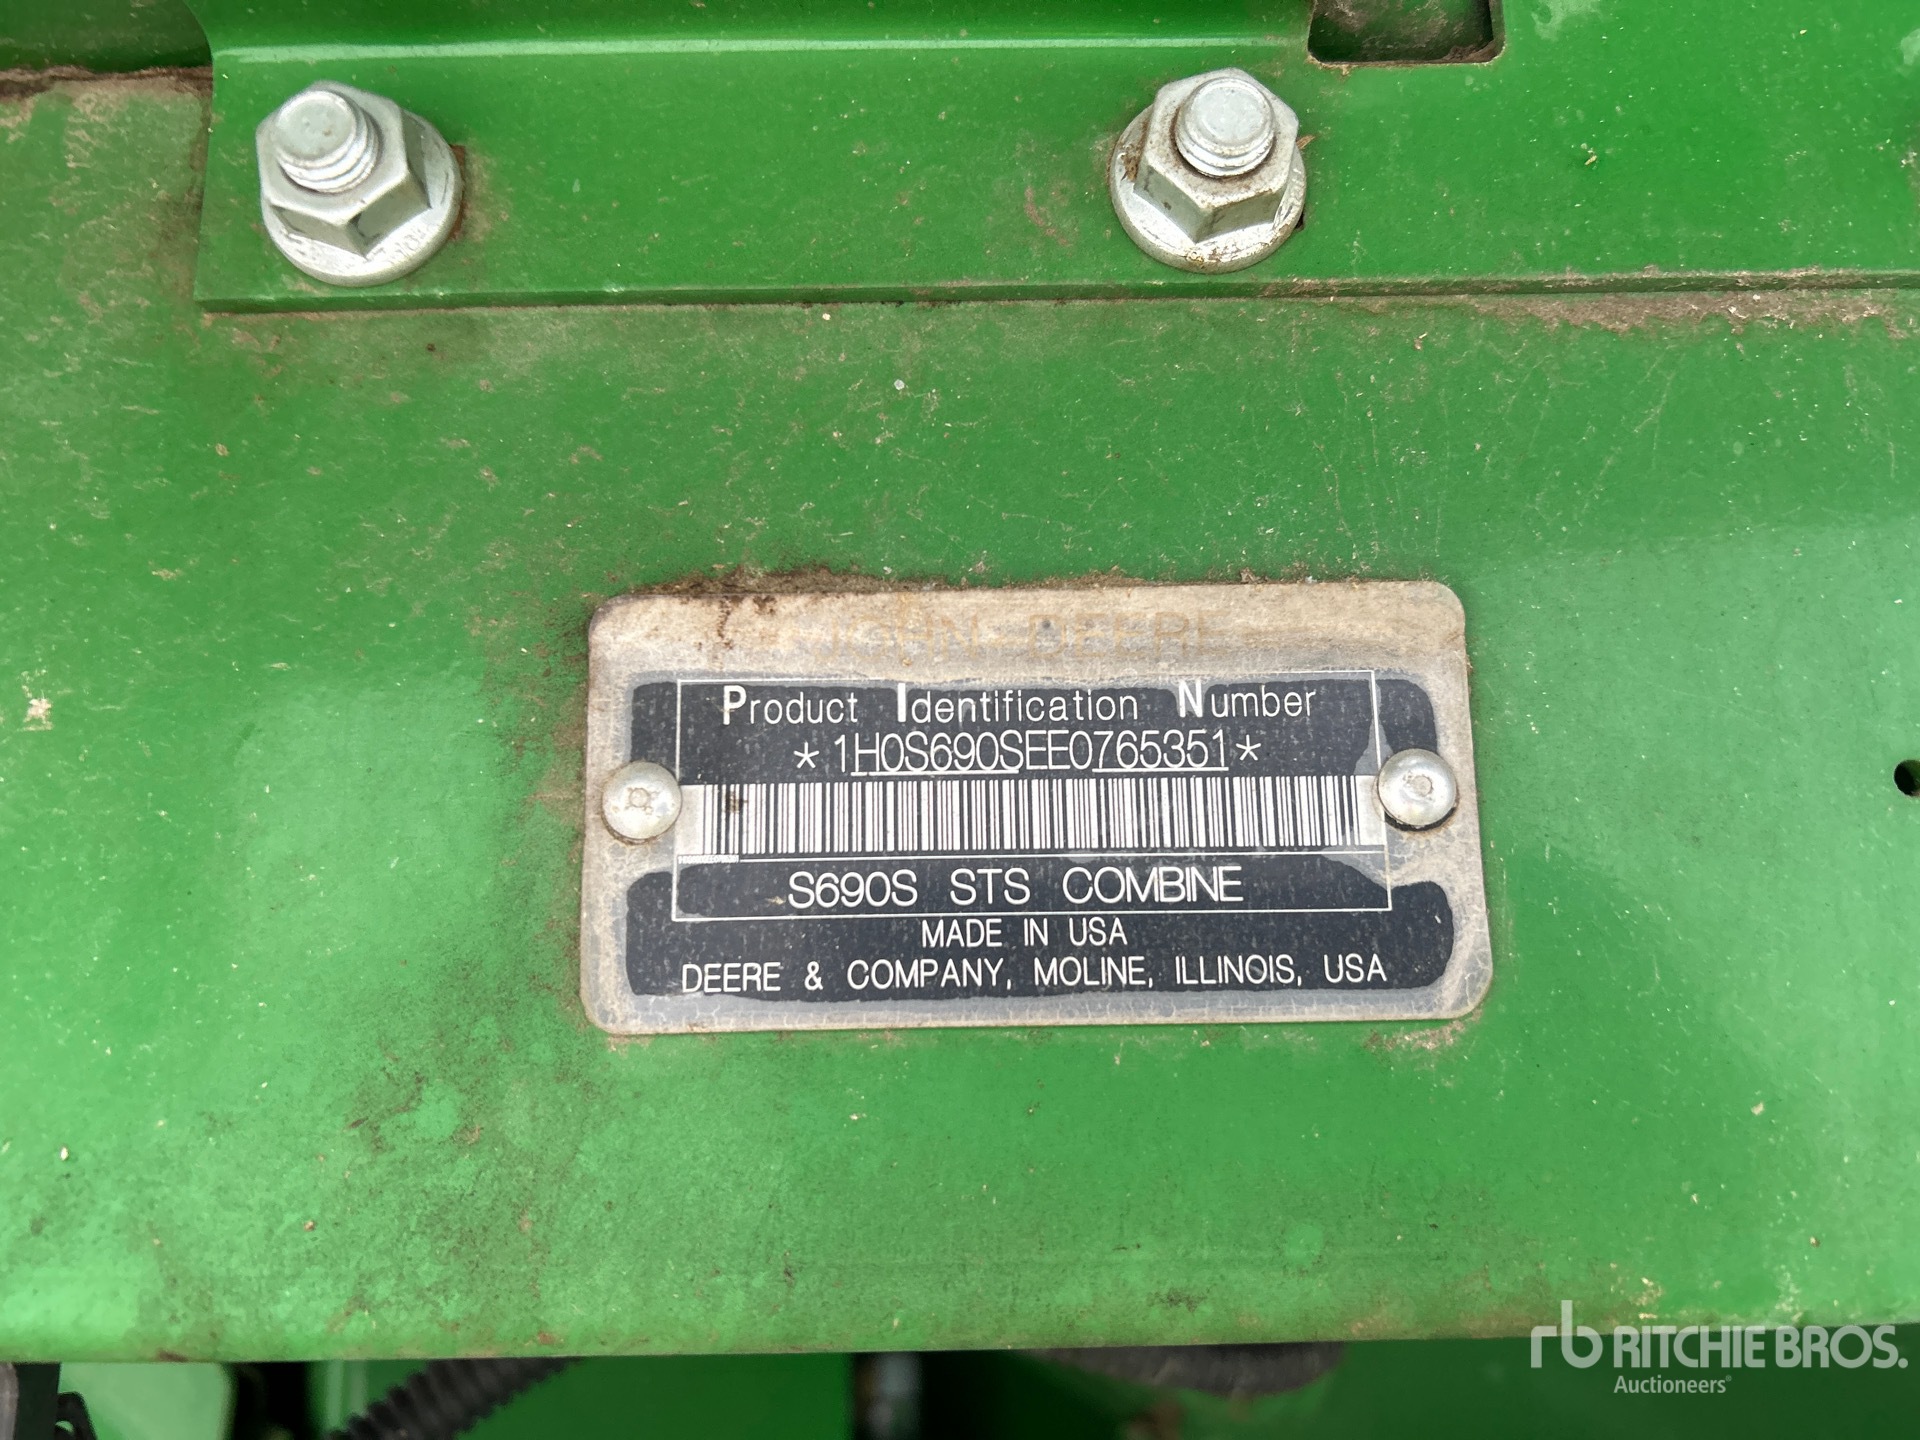 JOHN DEERE
Product Identification Number
*1H0S690SEE0765351*
S690S STS COMBINE
MADE IN USA
DEERE & COMPANY, MOLINE, ILLINOIS, USA
rb RITCHIE BROS.
Auctioneers